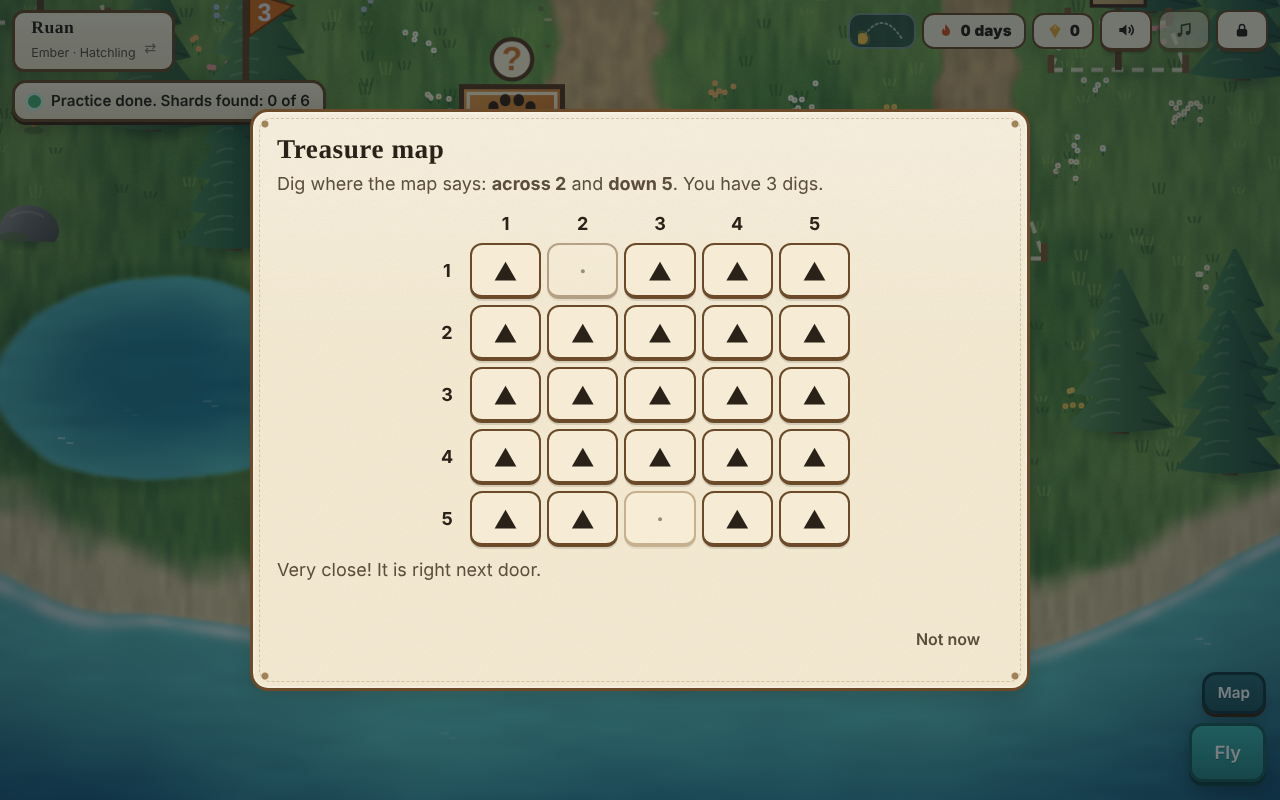 Ruan
Ember · Hatchling
3
?
0 days
0
Practice done. Shards found: 0 of 6
Treasure map
Dig where the map says: across 2 and down 5. You have 3 digs.
1 2 3 4 5
1
2
3
4
5
Very close! It is right next door.
Not now
Map
Fly